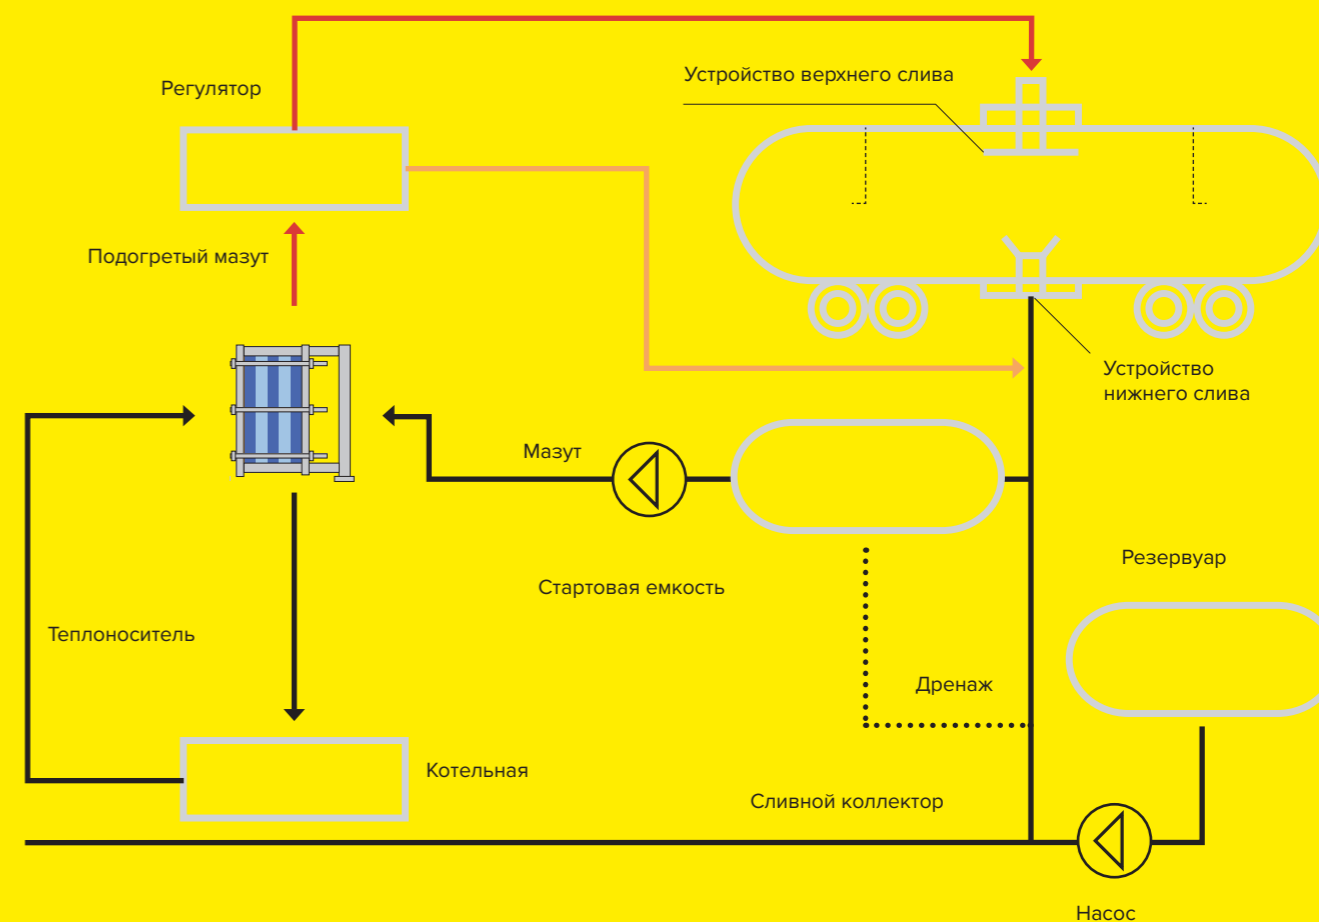 Устройство верхнего слива
Регулятор
Подогретый мазут
Устройство
нижнего слива
Мазут
Резервуар
Стартовая емкость
Теплоноситель
Дренаж
Котельная
Сливной коллектор
Насос